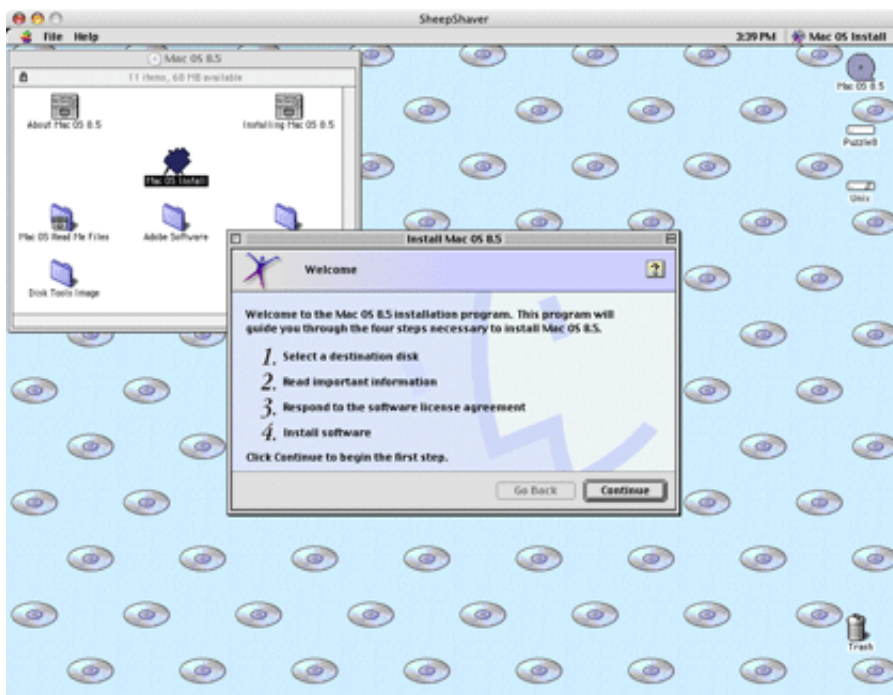 SheepShaver
File Help 3:39 PM Mac OS Install
Mac OS 8.5
11 items, 60 MB available
About Mac OS 8.5
Installing Mac OS 8.5
Mac OS 8.5
PuzzleB
Mac OS Install
Unix
Mac OS Read Me Files
Adobe Software
Disk Tools Image
Install Mac OS 8.5
Welcome
?
Welcome to the Mac OS 8.5 installation program. This program will
guide you through the four steps necessary to install Mac OS 8.5.
1. Select a destination disk
2. Read important information
3. Respond to the software license agreement
4. Install software
Click Continue to begin the first step.
Go Back
Continue
Trash